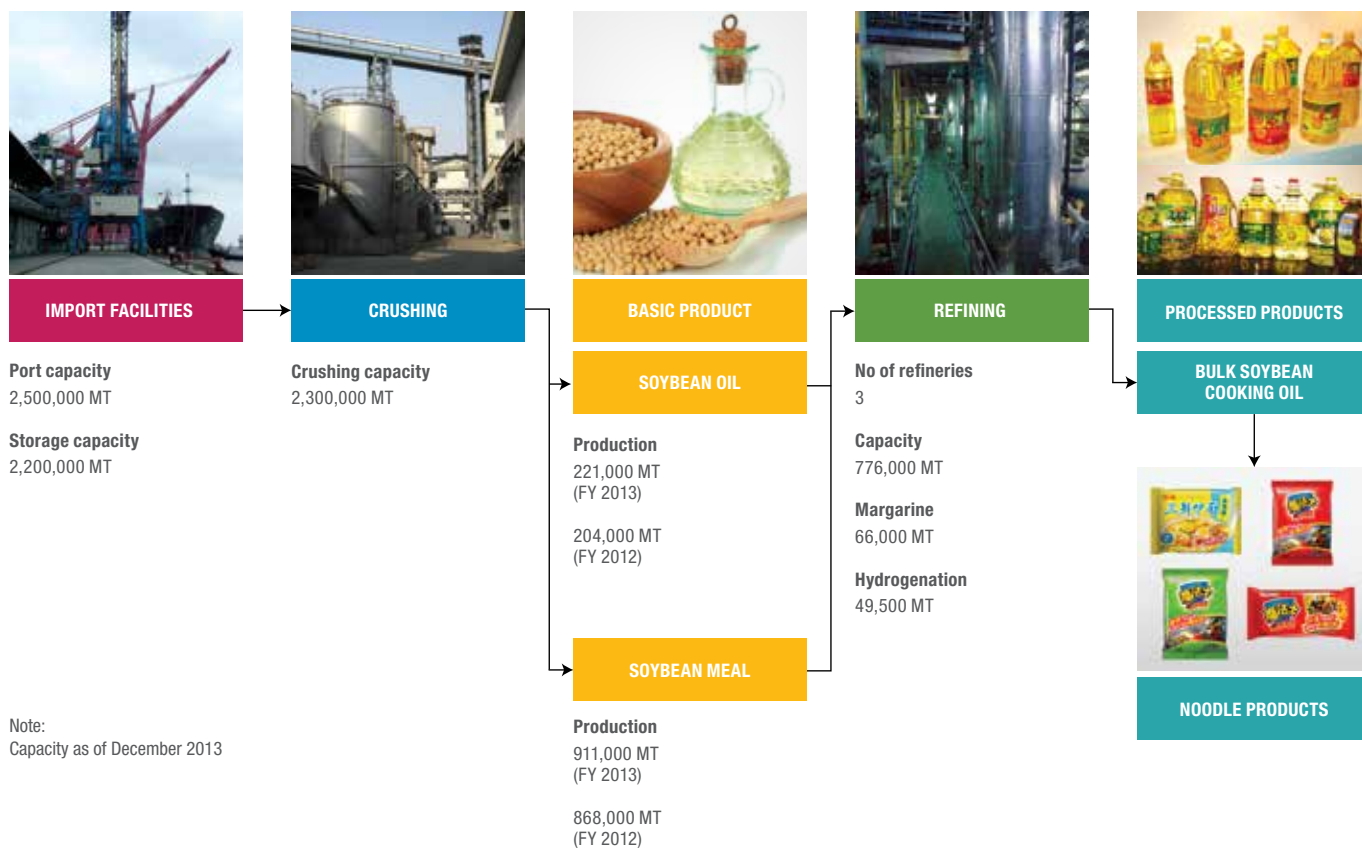 IMPORT FACILITIES
Port capacity
2,500,000 MT
Storage capacity
2,200,000 MT
Note:
Capacity as of December 2013
CRUSHING
Crushing capacity
2,300,000 MT
BASIC PRODUCT
SOYBEAN OIL
Production
221,000 MT
(FY 2013)
204,000 MT
(FY 2012)
SOYBEAN MEAL
Production
911,000 MT
(FY 2013)
868,000 MT
(FY 2012)
REFINING
No of refineries
3
Capacity
776,000 MT
Margarine
66,000 MT
Hydrogenation
49,500 MT
PROCESSED PRODUCTS
BULK SOYBEAN
COOKING OIL
NOODLE PRODUCTS